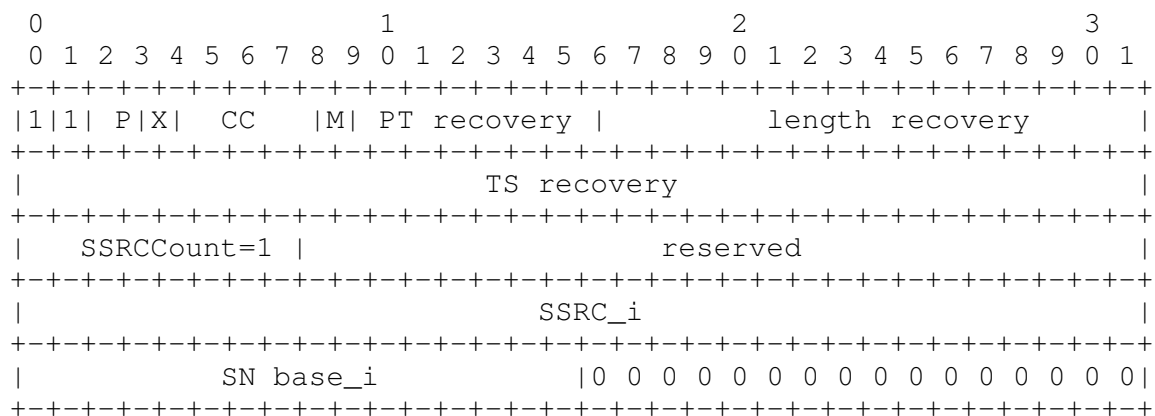 0                   1                   2                   3
 0 1 2 3 4 5 6 7 8 9 0 1 2 3 4 5 6 7 8 9 0 1 2 3 4 5 6 7 8 9 0 1
+-+-+-+-+-+-+-+-+-+-+-+-+-+-+-+-+-+-+-+-+-+-+-+-+-+-+-+-+-+-+-+-+
|1|1| P|X|  CC   |M| PT recovery |         length recovery      |
+-+-+-+-+-+-+-+-+-+-+-+-+-+-+-+-+-+-+-+-+-+-+-+-+-+-+-+-+-+-+-+-+
|                          TS recovery                          |
+-+-+-+-+-+-+-+-+-+-+-+-+-+-+-+-+-+-+-+-+-+-+-+-+-+-+-+-+-+-+-+-+
|   SSRCCount=1 |                    reserved                   |
+-+-+-+-+-+-+-+-+-+-+-+-+-+-+-+-+-+-+-+-+-+-+-+-+-+-+-+-+-+-+-+-+
|                             SSRC_i                            |
+-+-+-+-+-+-+-+-+-+-+-+-+-+-+-+-+-+-+-+-+-+-+-+-+-+-+-+-+-+-+-+-+
|           SN base_i           |0 0 0 0 0 0 0 0 0 0 0 0 0 0 0 0|
+-+-+-+-+-+-+-+-+-+-+-+-+-+-+-+-+-+-+-+-+-+-+-+-+-+-+-+-+-+-+-+-+